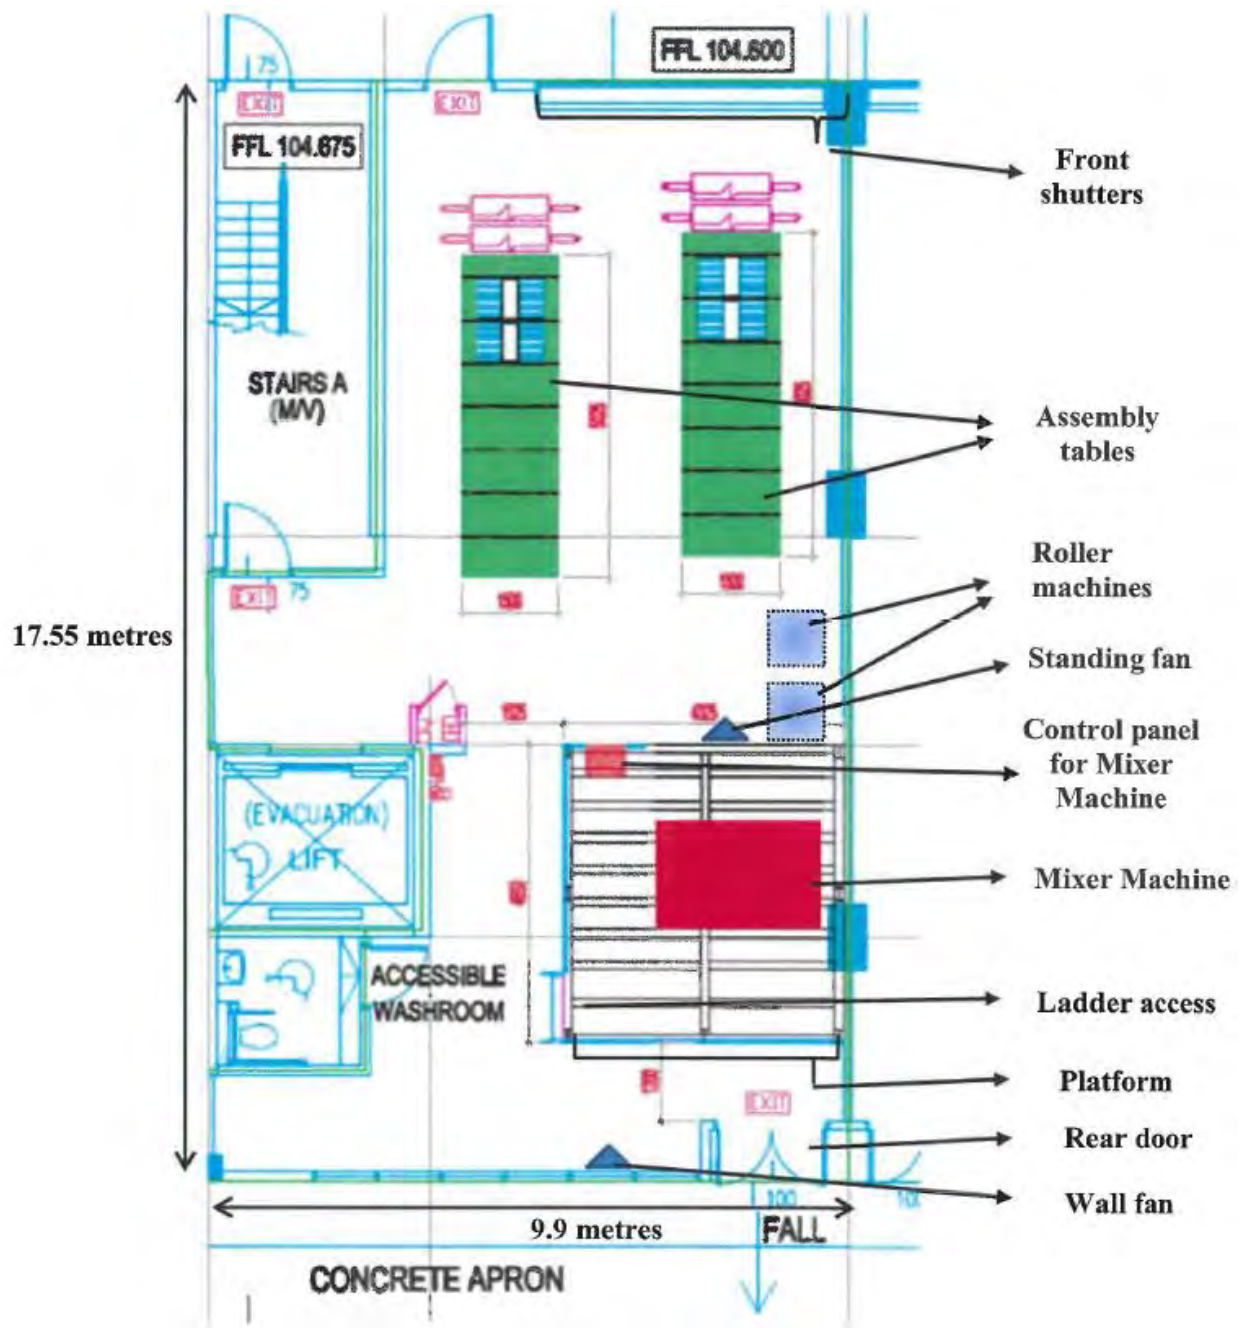 FFL 104.600
75
EXIT
EXIT
FFL 104.675
Front
shutters
STAIRS A
(M/V)
Assembly
tables
Roller
machines
EXIT
75
17.55 metres
Standing fan
Control panel
for Mixer
Machine
(EVACUATION)
LIFT
Mixer Machine
ACCESSIBLE
WASHROOM
Ladder access
Platform
EXIT
Rear door
Wall fan
100
9.9 metres
FALL
CONCRETE APRON